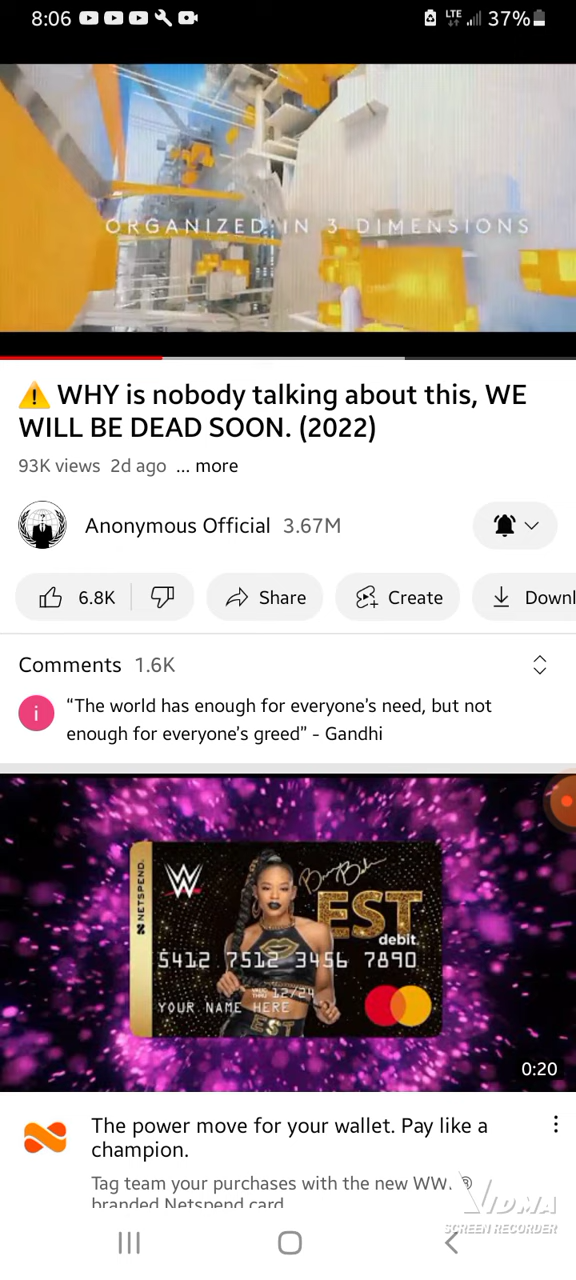 8:06
LTE
37%
ORGANIZED IN 3 DIMENSIONS
⚠️ WHY is nobody talking about this, WE
WILL BE DEAD SOON. (2022)
93K views 2d ago ... more
Anonymous Official 3.67M
6.8K
Share
Create
Downl
Comments 1.6K
i
“The world has enough for everyone's need, but not
enough for everyone's greed” - Gandhi
NETSPEND.
W
EST
debit.
5412 7512 3456 7890
12/24
YOUR NAME HERE
EST
0:20
The power move for your wallet. Pay like a
champion.
Tag team your purchases with the new WW.
branded Netspend card
VIDMA
SCREEN RECORDER